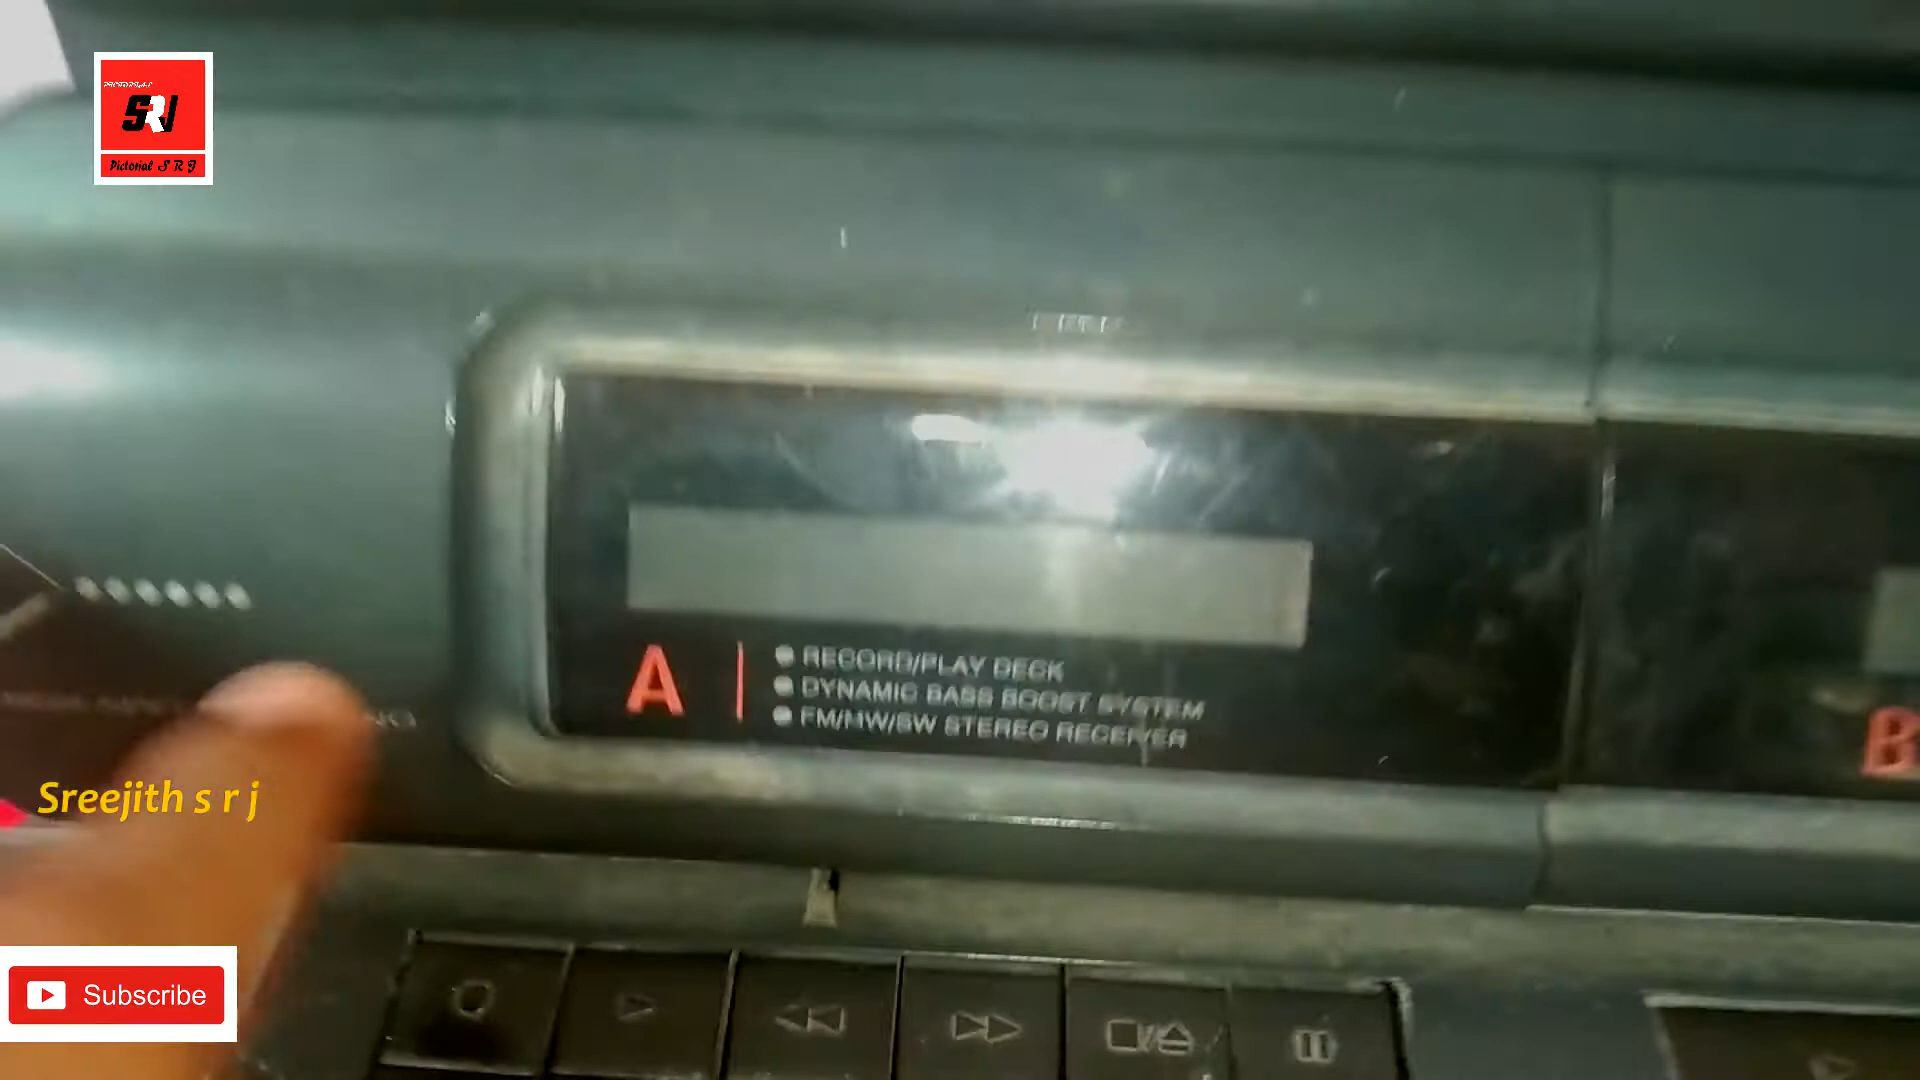 SRJ
Pictorial S R J
A
RECORD/PLAY DECK
DYNAMIC BASS BOOST SYSTEM
FM/MW/SW STEREO RECEIVER
B
Sreejith s r j
Subscribe